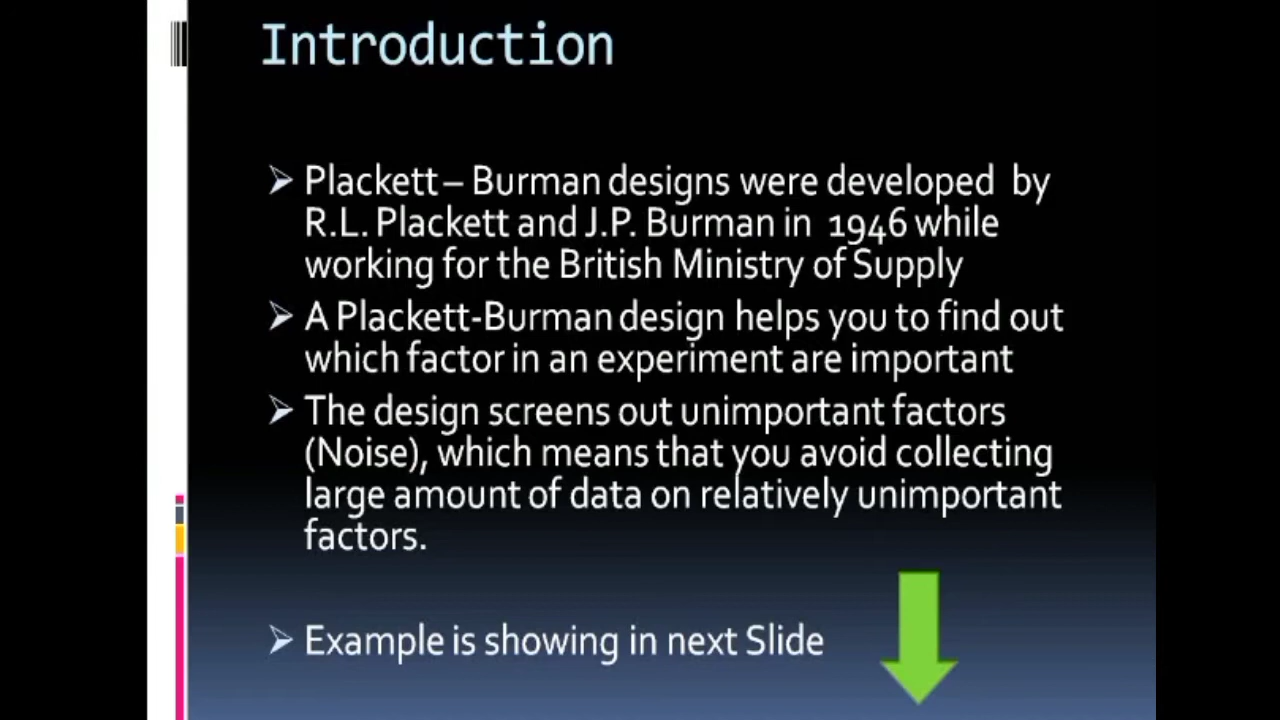 Introduction
➢ Plackett – Burman designs were developed by
R.L. Plackett and J.P. Burman in 1946 while
working for the British Ministry of Supply
➢ A Plackett-Burman design helps you to find out
which factor in an experiment are important
➢ The design screens out unimportant factors
(Noise), which means that you avoid collecting
large amount of data on relatively unimportant
factors.
➢ Example is showing in next Slide